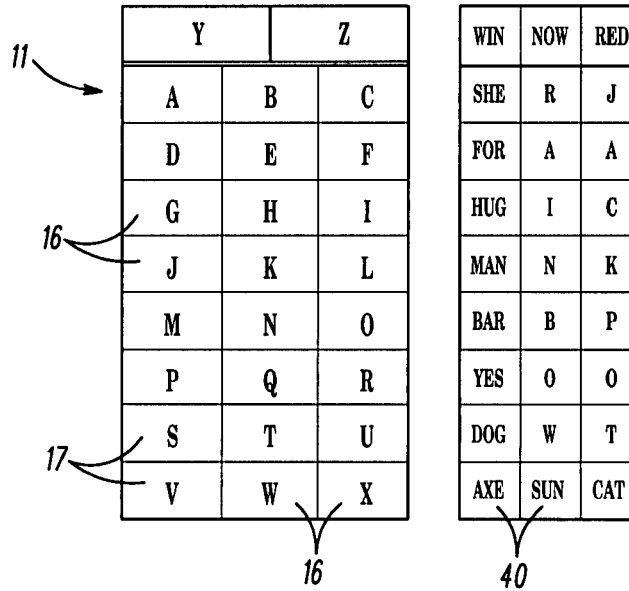 Y Z
11
A B C
D E F
G H I
16
J K L
M N O
P Q R
S T U
17
V W X
16
WIN NOW RED
SHE R J
FOR A A
HUG I C
MAN N K
BAR B P
YES O O
DOG W T
AXE SUN CAT
40